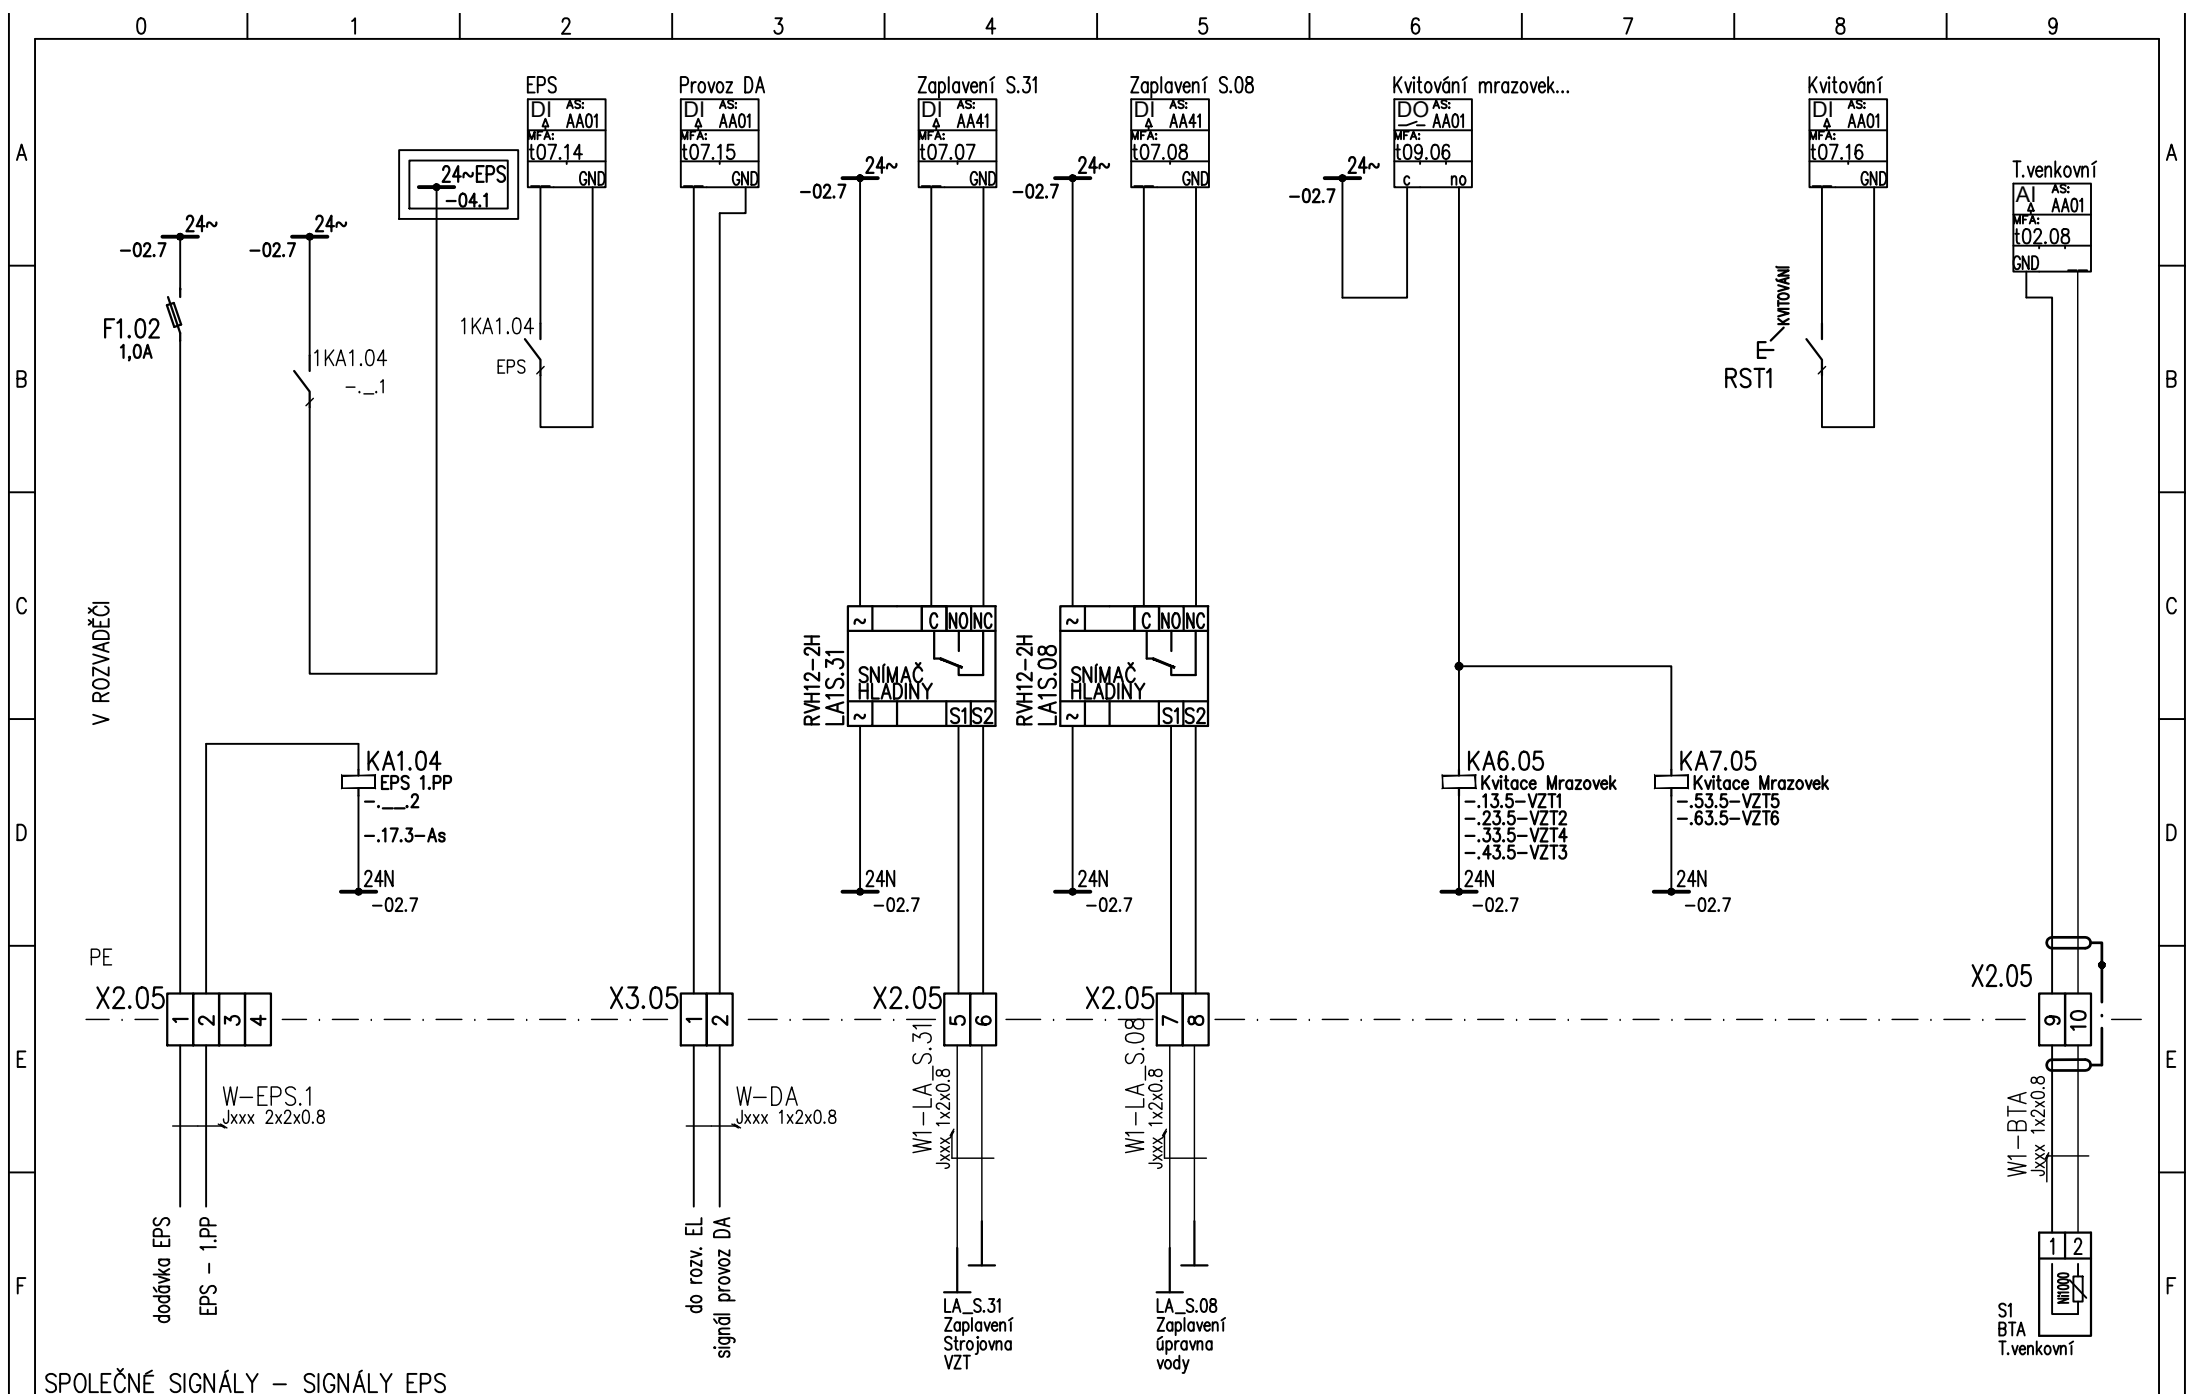 0 1 2 3 4 5 6 7 8 9
A
B
C
D
E
F
A
B
C
D
E
F
24~
-02.7
F1.02
1,0A
24~
-02.7
1KA1.04
-._.1
24~EPS
-04.1
EPS
DI AS:
AA01
MFA:
t07.14
__ GND
1KA1.04
EPS
Provoz DA
DI AS:
AA01
MFA:
t07.15
__ GND
24~
-02.7
Zaplavení S.31
DI AS:
AA41
MFA:
t07.07
__ GND
24~
-02.7
Zaplavení S.08
DI AS:
AA41
MFA:
t07.08
__ GND
24~
-02.7
Kvitování mrazovek...
DO AS:
AA01
MFA:
t09.06
c no
Kvitování
DI AS:
AA01
MFA:
t07.16
__ GND
KVITOVÁNÍ
RST1
T.venkovní
AI AS:
AA01
MFA:
t02.08
GND __
V ROZVADĚČI
RVH12-2H
LA1S.31
~ C NO NC
SNÍMAČ
HLADINY
~ S1 S2
RVH12-2H
LA1S.08
~ C NO NC
SNÍMAČ
HLADINY
~ S1 S2
KA1.04
EPS 1.PP
-.__.2
-.17.3-As
24N
-02.7
24N
-02.7
24N
-02.7
KA6.05
Kvitace Mrazovek
-.13.5-VZT1
-.23.5-VZT2
-.33.5-VZT4
-.43.5-VZT3
24N
-02.7
KA7.05
Kvitace Mrazovek
-.53.5-VZT5
-.63.5-VZT6
24N
-02.7
PE
X2.05 1 2 3 4
X3.05 1 2
X2.05 5 6
X2.05 7 8
X2.05
9 10
W-EPS.1
Jxxx 2x2x0.8
W-DA
Jxxx 1x2x0.8
W1-LA_S.31
Jxxx 1x2x0.8
W1-LA_S.08
Jxxx 1x2x0.8
W1-BTA
Jxxx 1x2x0.8
dodávka EPS
EPS - 1.PP
do rozv. EL
signál provoz DA
LA_S.31
Zaplavení
Strojovna
VZT
LA_S.08
Zaplavení
úpravna
vody
1 2
Ni1000
S1
BTA
T.venkovní
SPOLEČNÉ SIGNÁLY - SIGNÁLY EPS